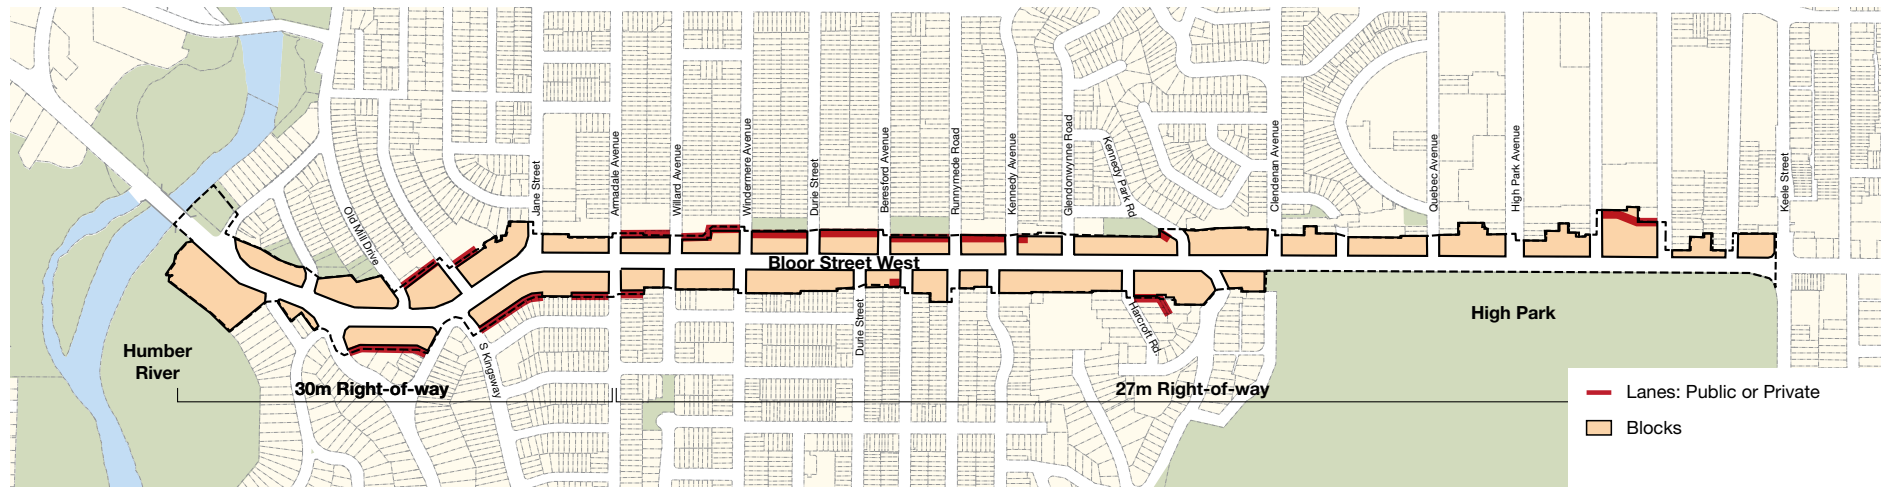 Jane Street
Armadale Avenue
Willard Avenue
Windermere Avenue
Durie Street
Beresford Avenue
Runnymede Road
Kennedy Avenue
Glendonwynne Road
Kennedy Park Rd
Clendenan Avenue
Quebec Avenue
High Park Avenue
Keele Street
Old Mill Drive
Bloor Street West
High Park
Durie Street
Harcroft Rd
S Kingsway
Humber
River
30m Right-of-way
27m Right-of-way
Lanes: Public or Private
Blocks